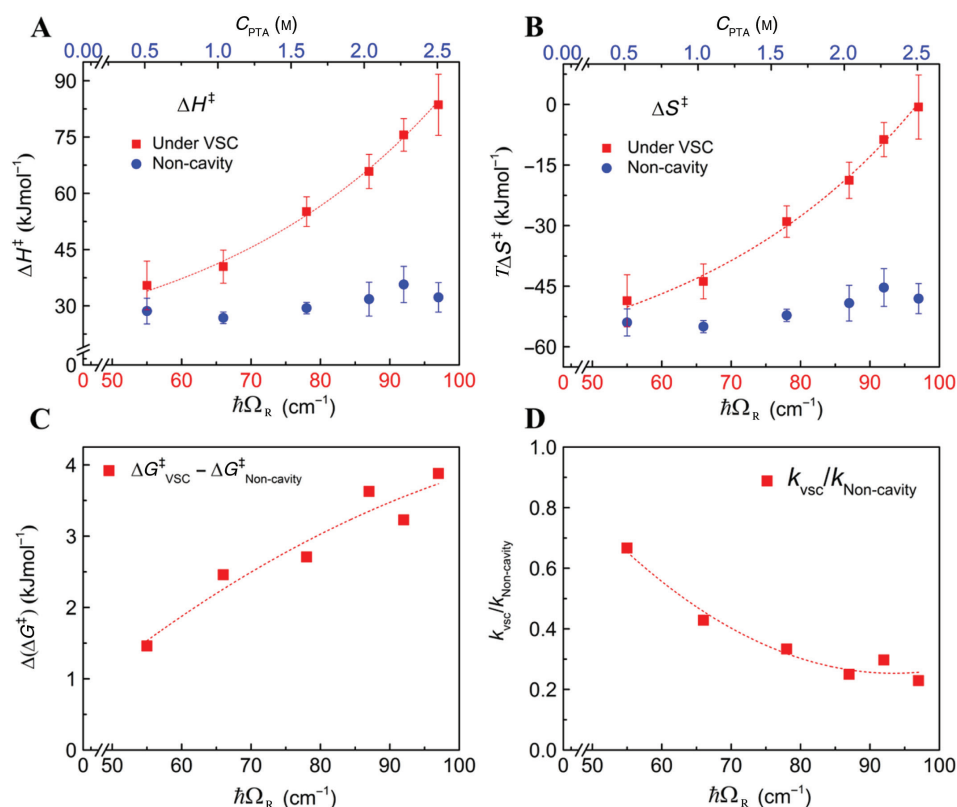 A
C_PTA (M)
0.00 0.5 1.0 1.5 2.0 2.5
90
75
60
45
30
0
ΔH‡ (kJmol⁻¹)
ΔH‡
Under VSC
Non-cavity
0 50 60 70 80 90 100
ħΩ_R (cm⁻¹)
B
C_PTA (M)
0.00 0.5 1.0 1.5 2.0 2.5
0
−15
−30
−45
−60
TΔS‡ (kJmol⁻¹)
ΔS‡
Under VSC
Non-cavity
0 50 60 70 80 90 100
ħΩ_R (cm⁻¹)
C
4
3
2
1
0
Δ(ΔG‡) (kJmol⁻¹)
ΔG‡_VSC − ΔG‡_Non-cavity
0 50 60 70 80 90 100
ħΩ_R (cm⁻¹)
D
1.0
0.8
0.6
0.4
0.2
0.0
k_vsc/k_Non-cavity
k_vsc/k_Non-cavity
0 50 60 70 80 90 100
ħΩ_R (cm⁻¹)